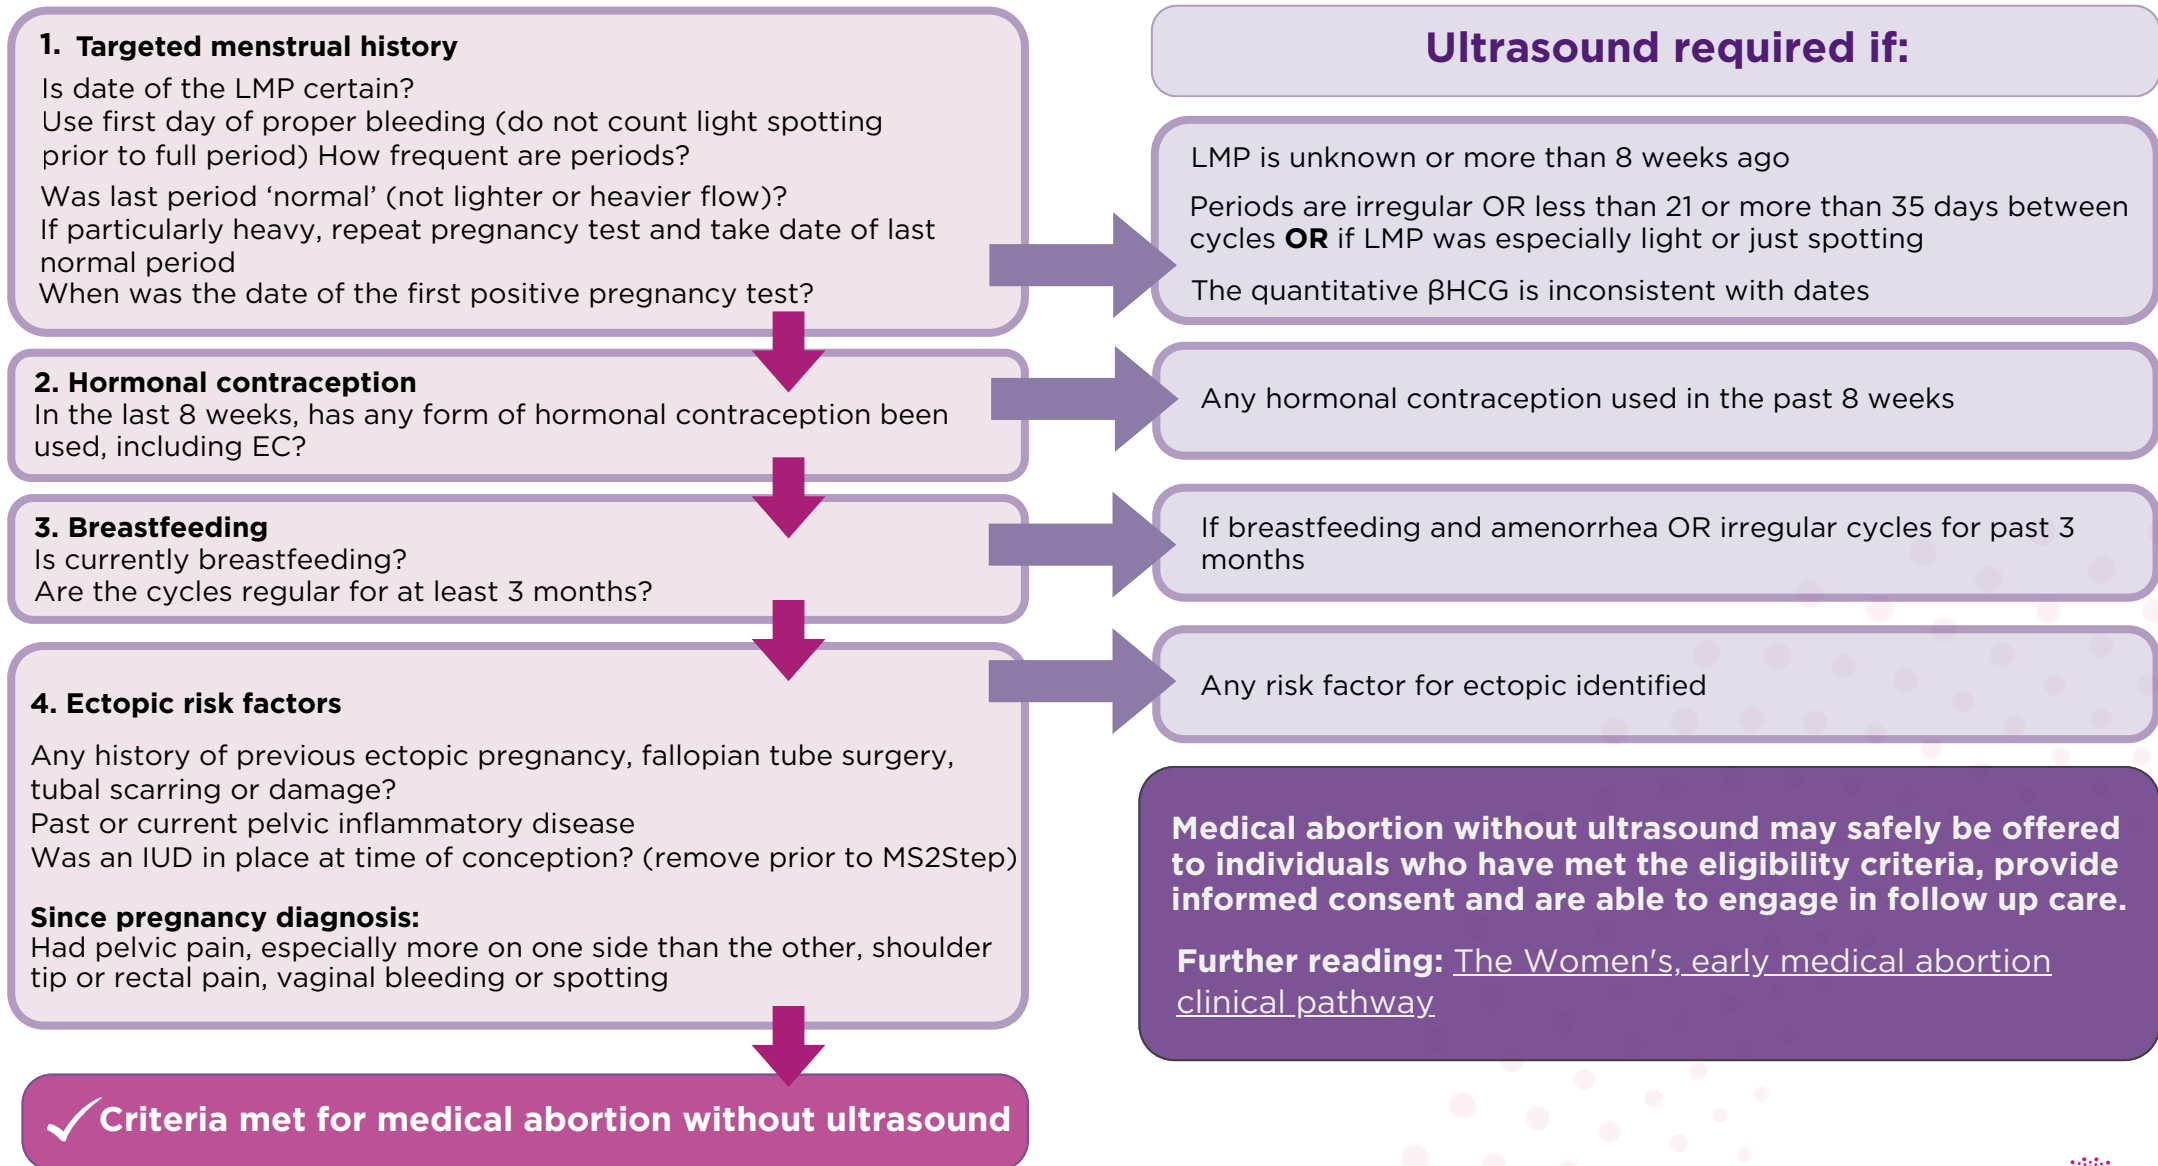 1. Targeted menstrual history
Is date of the LMP certain?
Use first day of proper bleeding (do not count light spotting
prior to full period) How frequent are periods?
Was last period ‘normal’ (not lighter or heavier flow)?
If particularly heavy, repeat pregnancy test and take date of last
normal period
When was the date of the first positive pregnancy test?
Ultrasound required if:
LMP is unknown or more than 8 weeks ago
Periods are irregular OR less than 21 or more than 35 days between
cycles OR if LMP was especially light or just spotting
The quantitative βHCG is inconsistent with dates
2. Hormonal contraception
In the last 8 weeks, has any form of hormonal contraception been
used, including EC?
Any hormonal contraception used in the past 8 weeks
3. Breastfeeding
Is currently breastfeeding?
Are the cycles regular for at least 3 months?
If breastfeeding and amenorrhea OR irregular cycles for past 3
months
4. Ectopic risk factors
Any history of previous ectopic pregnancy, fallopian tube surgery,
tubal scarring or damage?
Past or current pelvic inflammatory disease
Was an IUD in place at time of conception? (remove prior to MS2Step)
Since pregnancy diagnosis:
Had pelvic pain, especially more on one side than the other, shoulder
tip or rectal pain, vaginal bleeding or spotting
Any risk factor for ectopic identified
Medical abortion without ultrasound may safely be offered
to individuals who have met the eligibility criteria, provide
informed consent and are able to engage in follow up care.
Further reading: The Women's, early medical abortion
clinical pathway
Criteria met for medical abortion without ultrasound